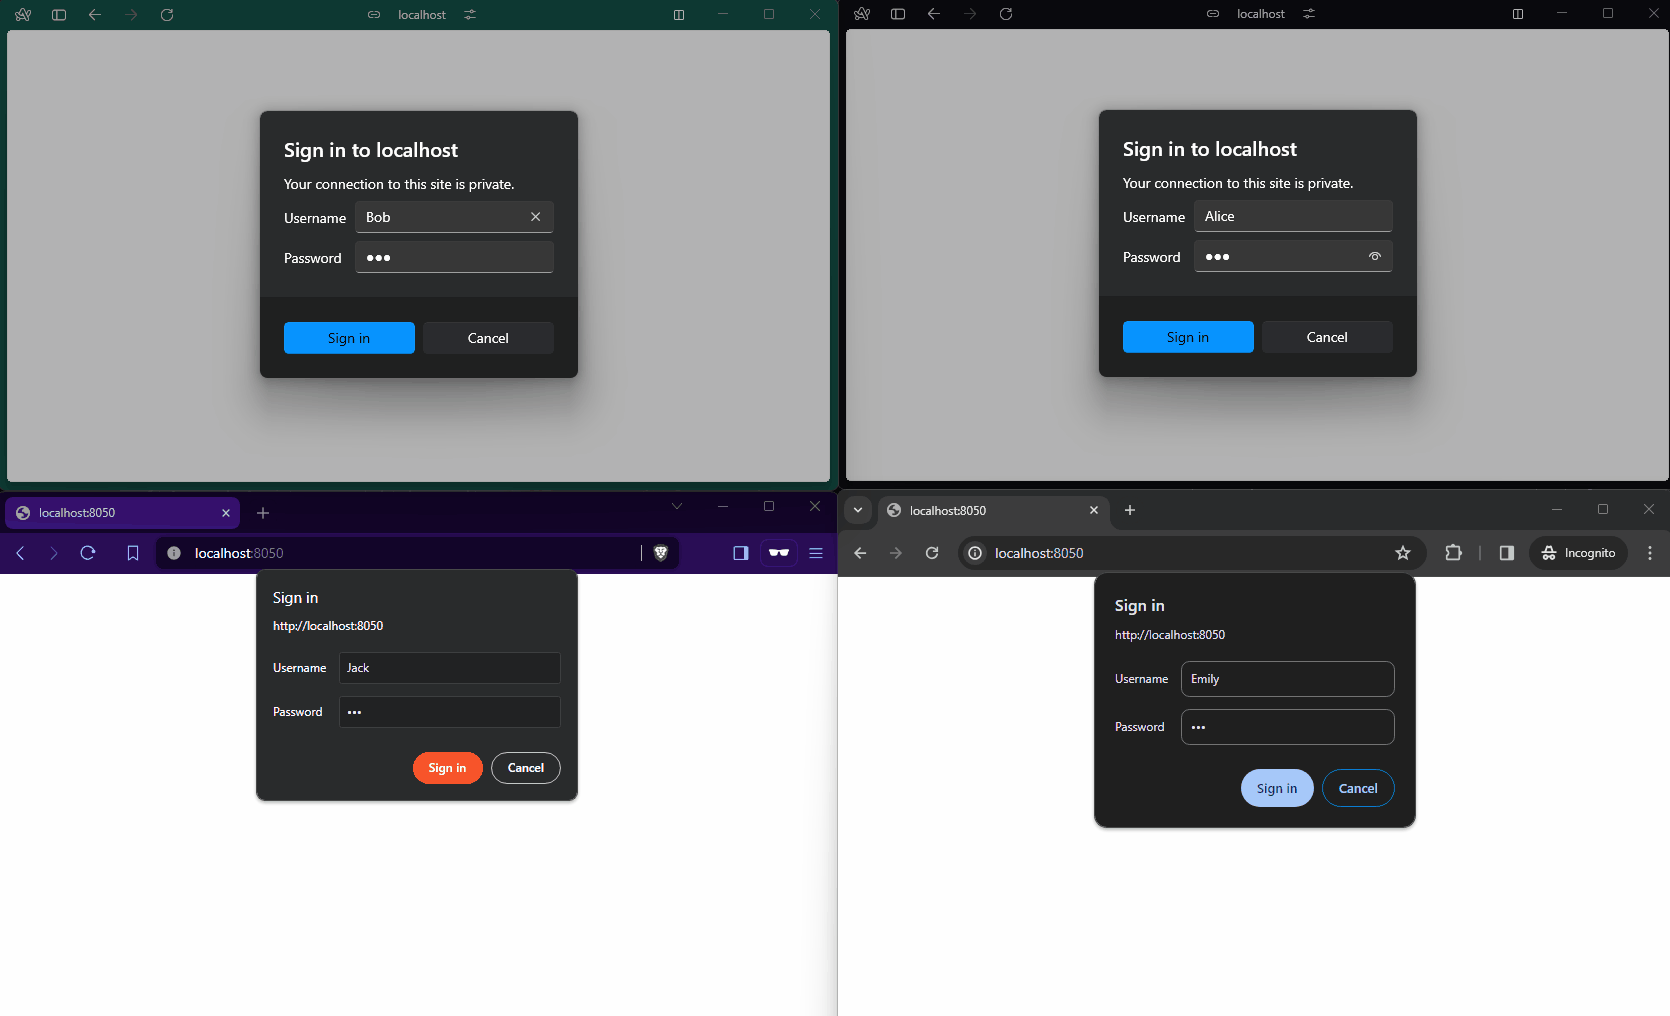 localhost
Sign in to localhost
Your connection to this site is private.
Username Bob
Password •••
Sign in Cancel
localhost
Sign in to localhost
Your connection to this site is private.
Username Alice
Password •••
Sign in Cancel
localhost:8050
localhost:8050
Sign in
http://localhost:8050
Username Jack
Password •••
Sign in Cancel
localhost:8050
localhost:8050 Incognito
Sign in
http://localhost:8050
Username Emily
Password •••
Sign in Cancel